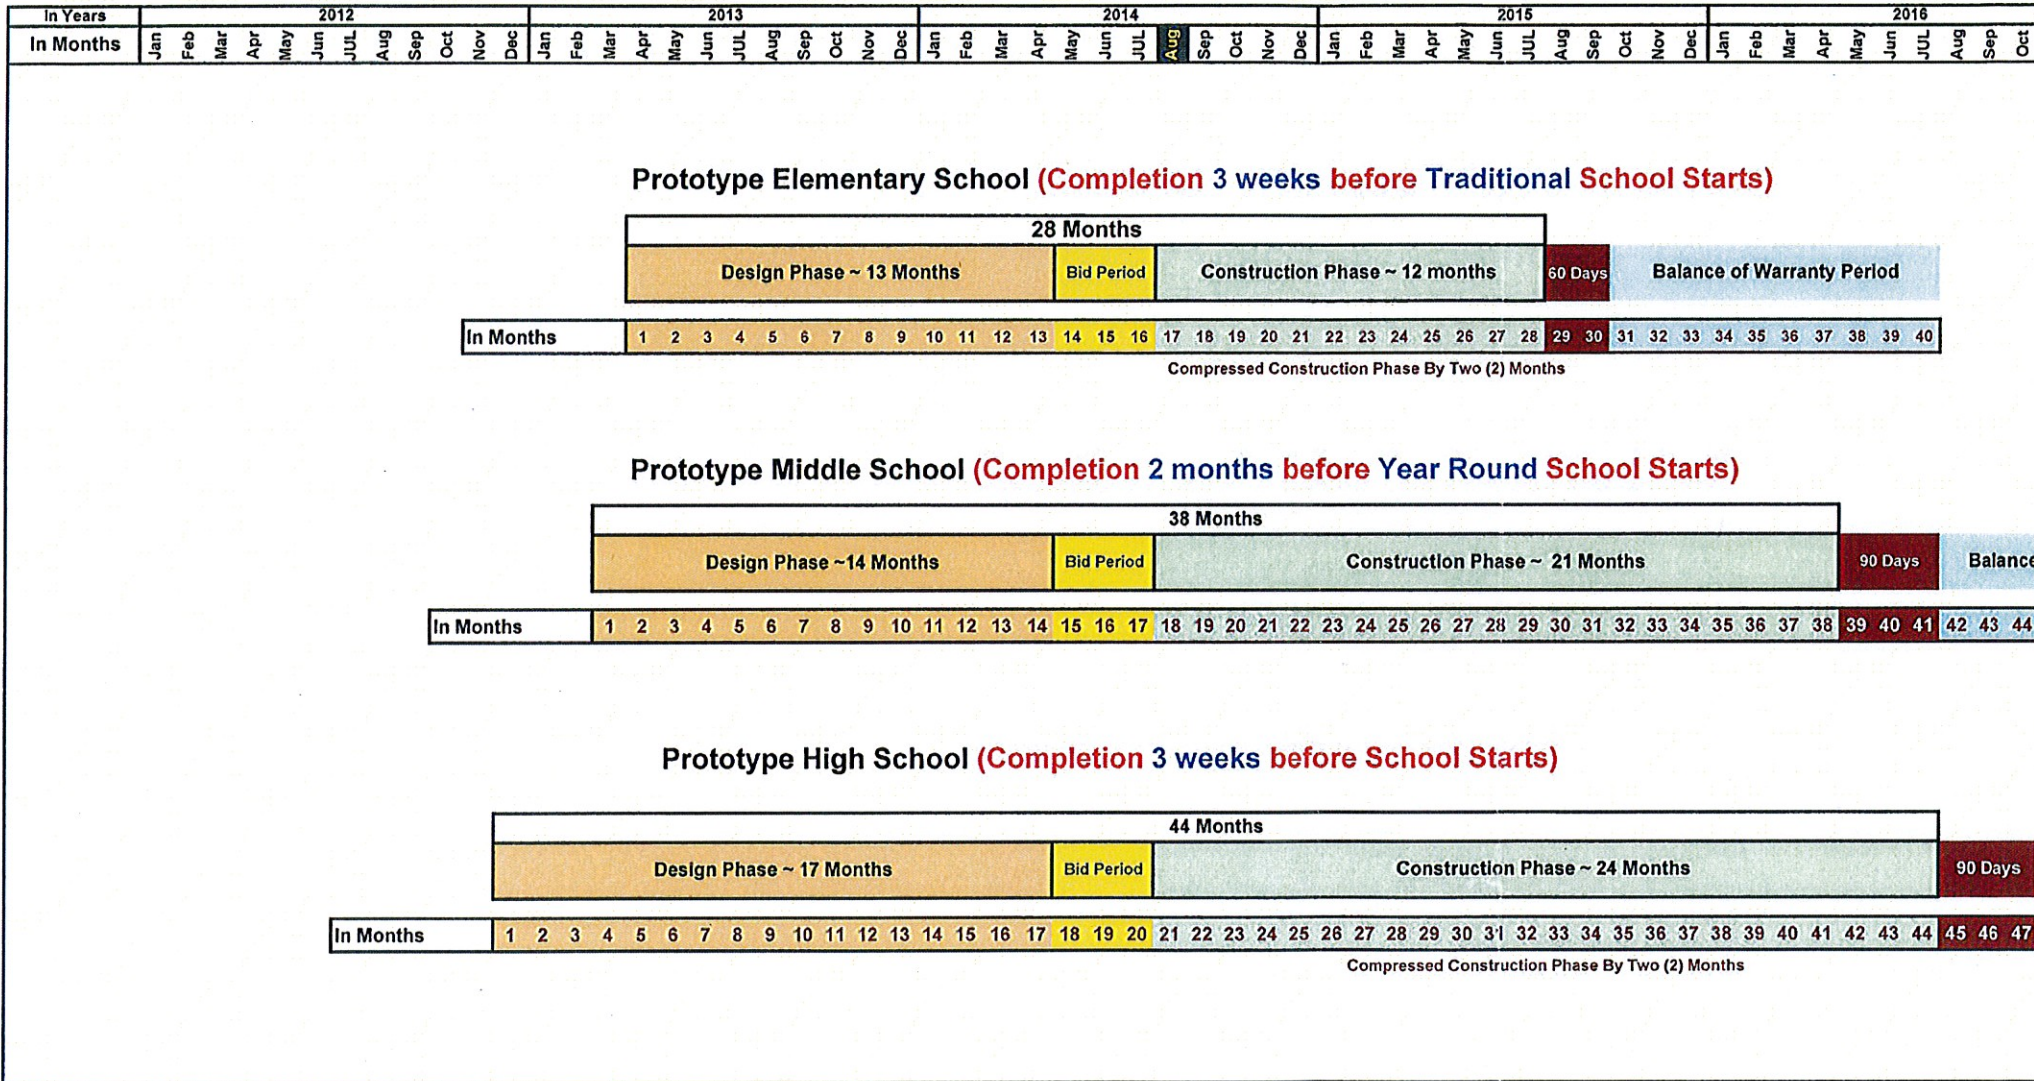 In Years 2012 2013 2014 2015 2016
In Months Jan Feb Mar Apr May Jun JUL Aug Sep Oct Nov Dec Jan Feb Mar Apr May Jun JUL Aug Sep Oct Nov Dec Jan Feb Mar Apr May Jun JUL Aug Sep Oct Nov Dec Jan Feb Mar Apr May Jun JUL Aug Sep Oct Nov Dec Jan Feb Mar Apr May Jun JUL Aug Sep Oct
Prototype Elementary School (Completion 3 weeks before Traditional School Starts)
28 Months
Design Phase ~ 13 Months Bid Period Construction Phase ~ 12 months 60 Days Balance of Warranty Period
In Months 1 2 3 4 5 6 7 8 9 10 11 12 13 14 15 16 17 18 19 20 21 22 23 24 25 26 27 28 29 30 31 32 33 34 35 36 37 38 39 40
Compressed Construction Phase By Two (2) Months
Prototype Middle School (Completion 2 months before Year Round School Starts)
38 Months
Design Phase ~14 Months Bid Period Construction Phase ~ 21 Months 90 Days Balance
In Months 1 2 3 4 5 6 7 8 9 10 11 12 13 14 15 16 17 18 19 20 21 22 23 24 25 26 27 28 29 30 31 32 33 34 35 36 37 38 39 40 41 42 43 44
Prototype High School (Completion 3 weeks before School Starts)
44 Months
Design Phase ~ 17 Months Bid Period Construction Phase ~ 24 Months 90 Days
In Months 1 2 3 4 5 6 7 8 9 10 11 12 13 14 15 16 17 18 19 20 21 22 23 24 25 26 27 28 29 30 31 32 33 34 35 36 37 38 39 40 41 42 43 44 45 46 47
Compressed Construction Phase By Two (2) Months